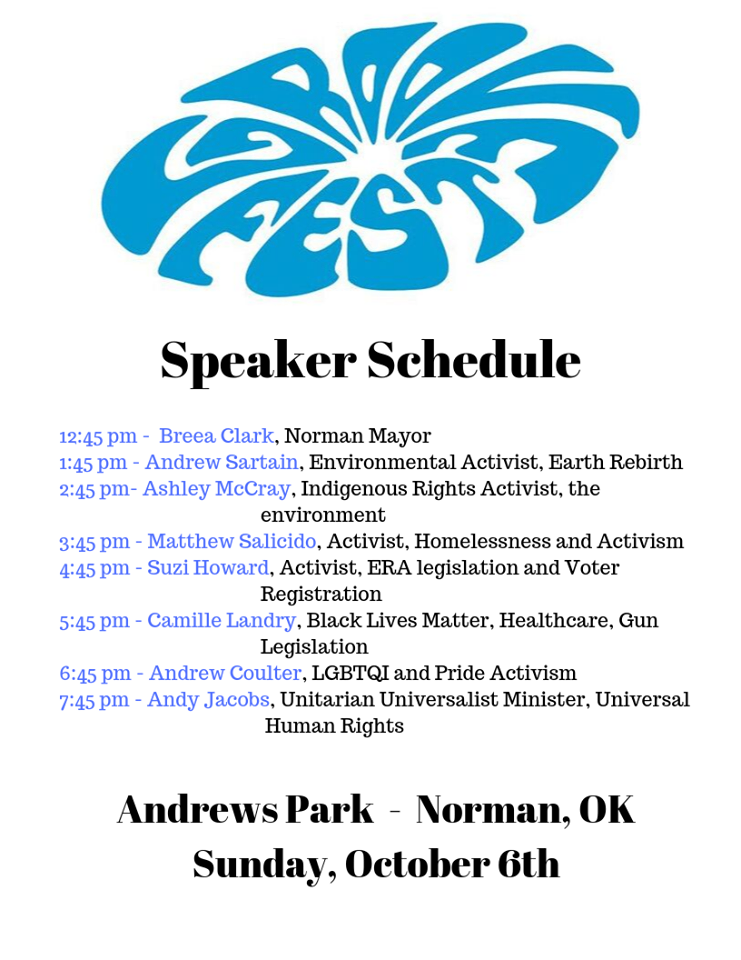 GROOVE
FEST
Speaker Schedule
12:45 pm - Breea Clark, Norman Mayor
1:45 pm - Andrew Sartain, Environmental Activist, Earth Rebirth
2:45 pm- Ashley McCray, Indigenous Rights Activist, the
environment
3:45 pm - Matthew Salicido, Activist, Homelessness and Activism
4:45 pm - Suzi Howard, Activist, ERA legislation and Voter
Registration
5:45 pm - Camille Landry, Black Lives Matter, Healthcare, Gun
Legislation
6:45 pm - Andrew Coulter, LGBTQI and Pride Activism
7:45 pm - Andy Jacobs, Unitarian Universalist Minister, Universal
Human Rights
Andrews Park - Norman, OK
Sunday, October 6th